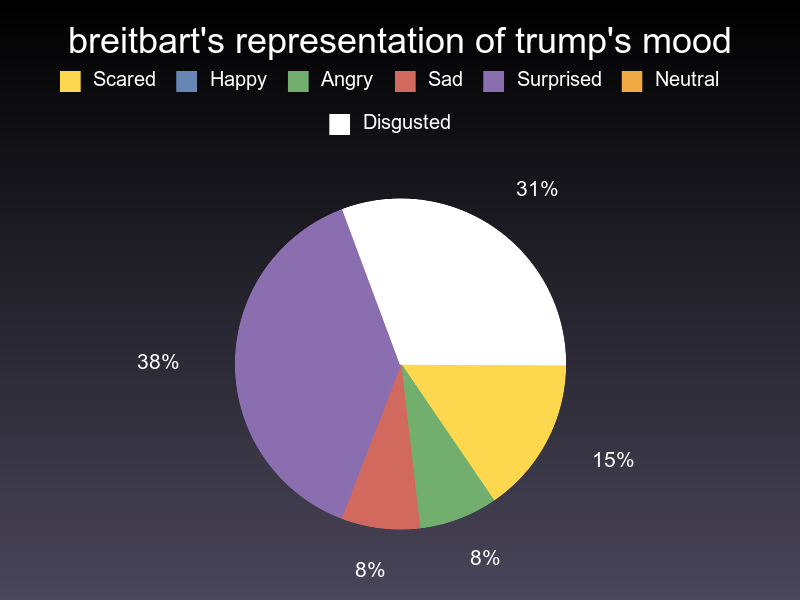 breitbart's representation of trump's mood
Scared Happy Angry Sad Surprised Neutral
Disgusted
31%
38%
15%
8%
8%